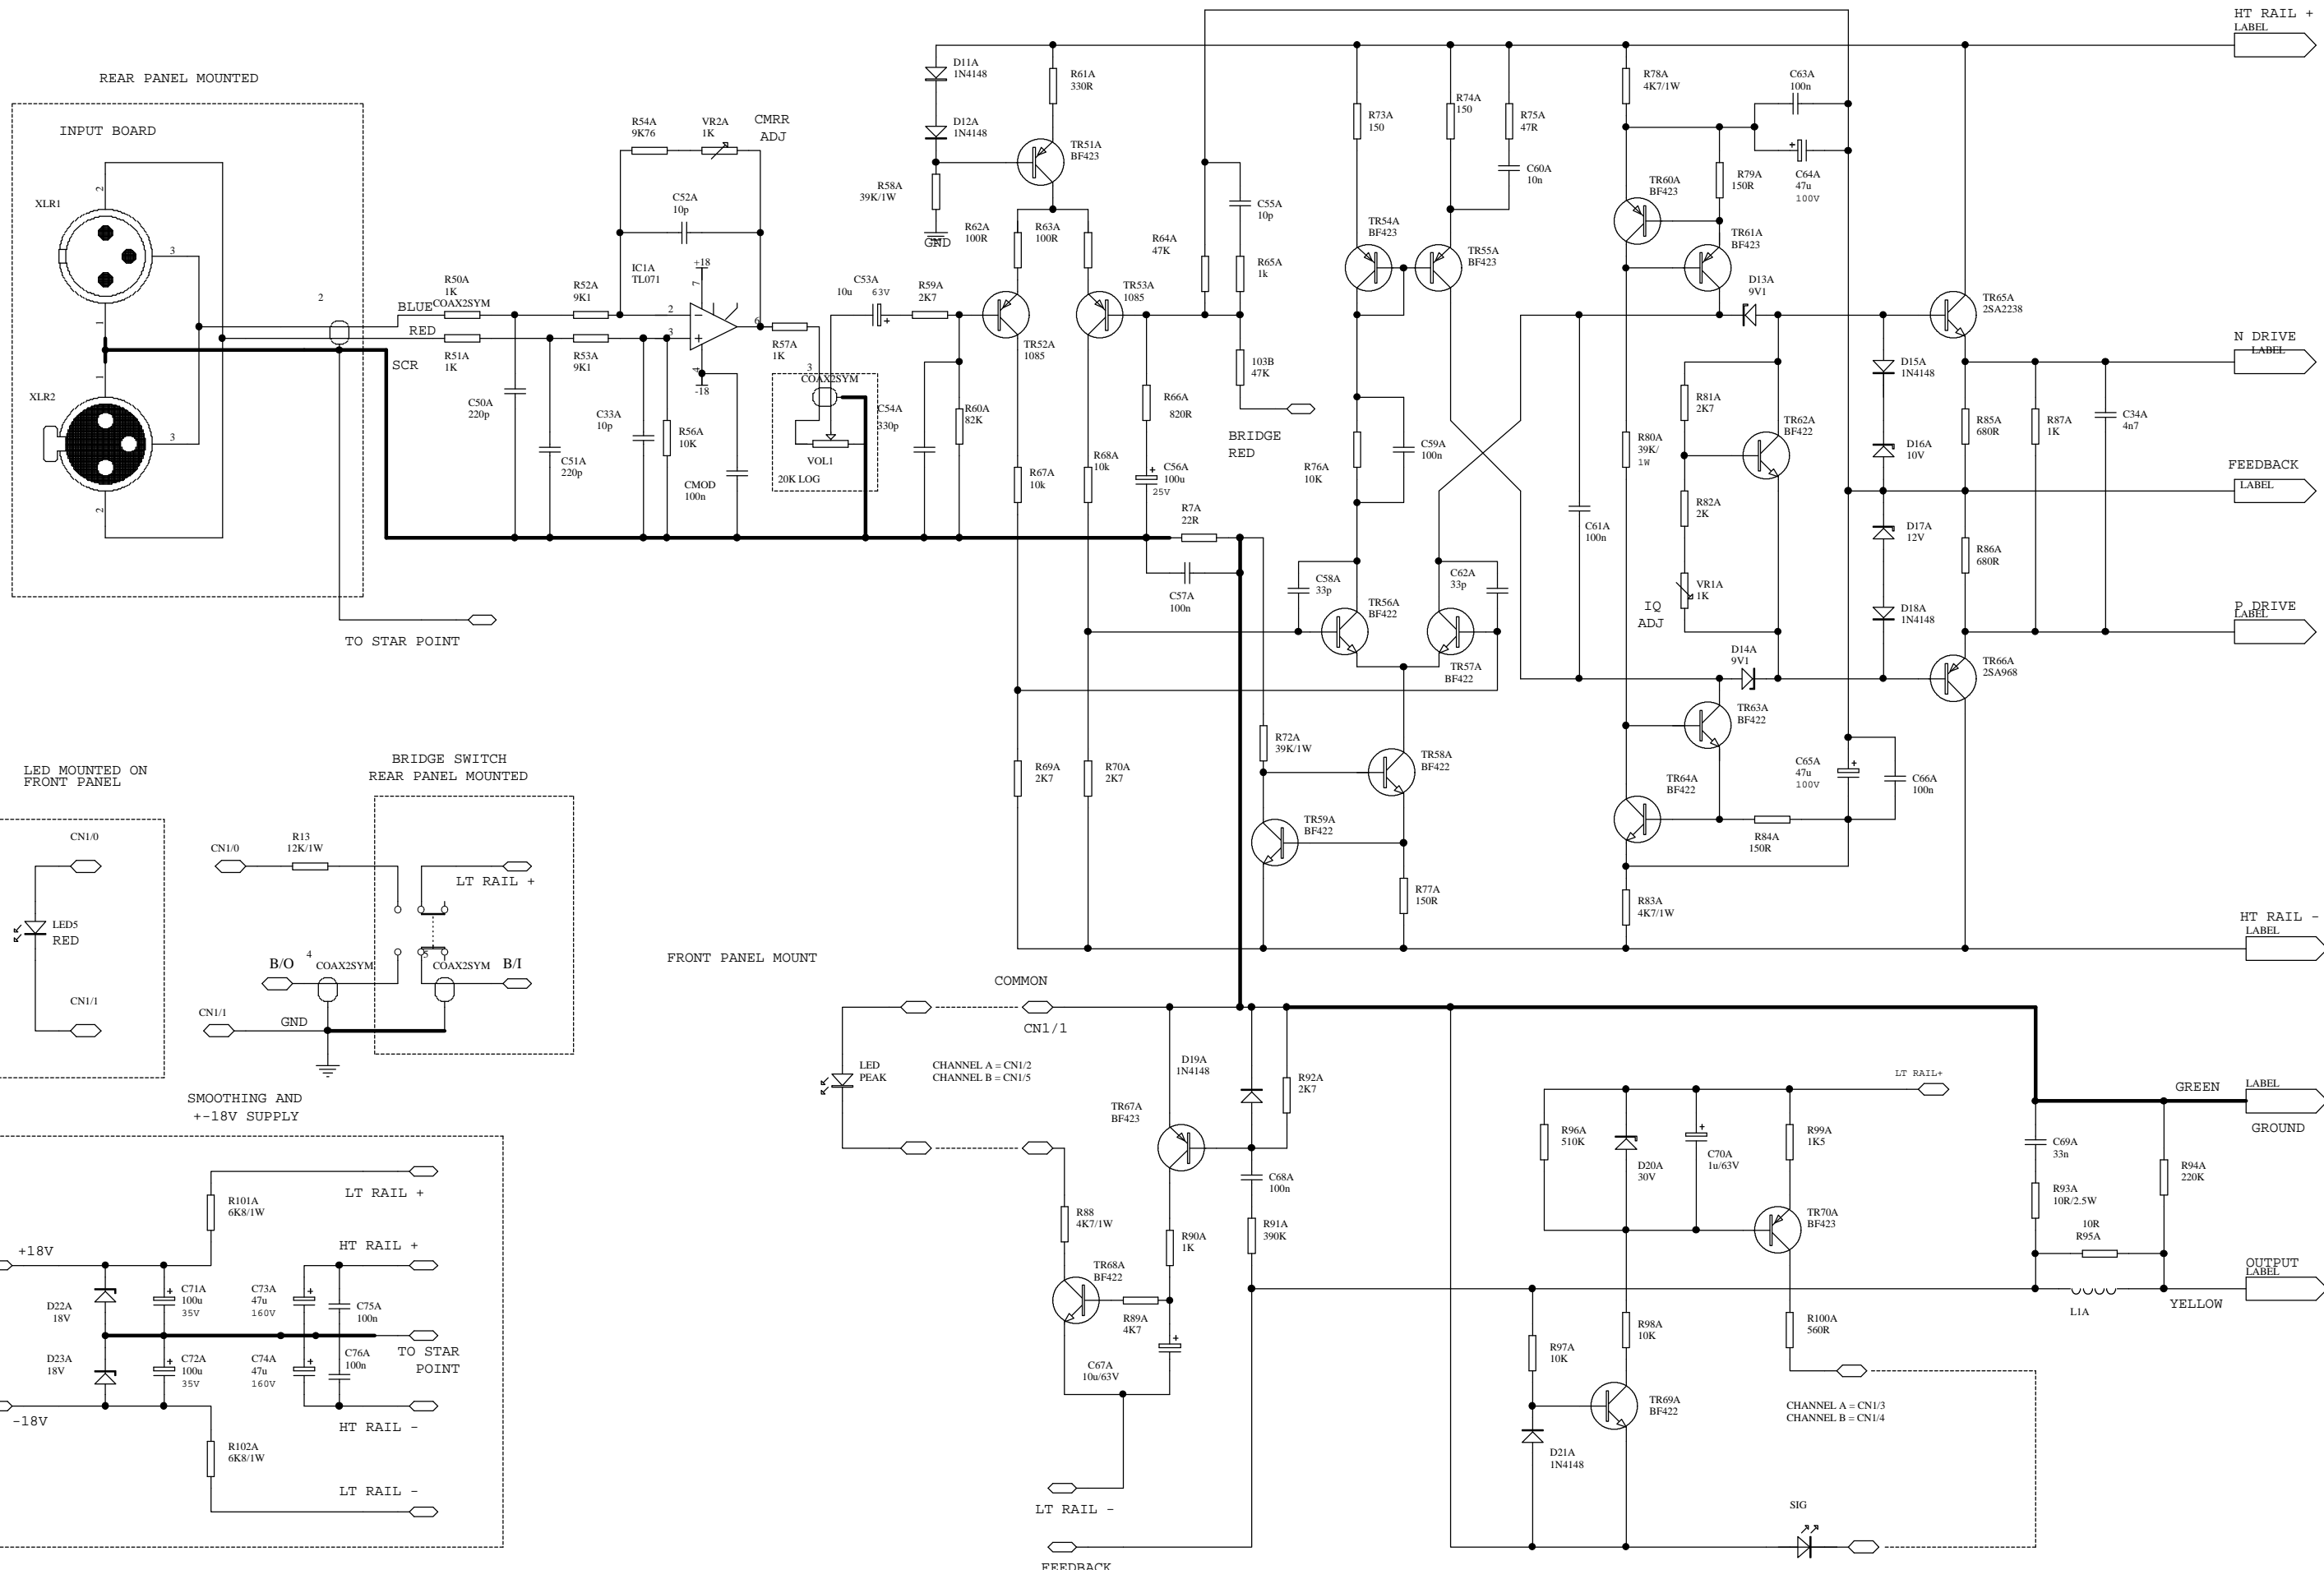 HT RAIL +
LABEL
REAR PANEL MOUNTED
INPUT BOARD
XLR1
2
3
1
1
XLR2
3
2
2
BLUE
RED
SCR
TO STAR POINT
R50A
1K
COAX2SYM
R51A
1K
R52A
9K1
R53A
9K1
C50A
220p
C51A
220p
C33A
10p
R56A
10K
CMOD
100n
R54A
9K76
VR2A
1K
CMRR
ADJ
C52A
10p
IC1A
TL071
+18
7
2
3
6
4
-18
R57A
1K
3
COAX2SYM
VOL1
20K LOG
C53A
10u
63V
R59A
2K7
C54A
330p
R60A
82K
D11A
1N4148
D12A
1N4148
R58A
39K/1W
GND
R61A
330R
TR51A
BF423
R62A
100R
R63A
100R
TR52A
1085
TR53A
1085
R64A
47K
C55A
10p
R65A
1k
103B
47K
R66A
820R
C56A
100u
25V
BRIDGE
RED
R67A
10k
R68A
10k
R7A
22R
C57A
100n
R69A
2K7
R70A
2K7
R73A
150
R74A
150
R75A
47R
C60A
10n
TR54A
BF423
TR55A
BF423
R76A
10K
C59A
100n
C58A
33p
C62A
33p
TR56A
BF422
TR57A
BF422
R72A
39K/1W
TR58A
BF422
TR59A
BF422
R77A
150R
C61A
100n
R78A
4K7/1W
C63A
100n
C64A
47u
100V
R79A
150R
TR60A
BF423
TR61A
BF423
D13A
9V1
R80A
39K/
1W
R81A
2K7
R82A
2K
TR62A
BF422
VR1A
1K
IQ
ADJ
D14A
9V1
TR63A
BF422
TR64A
BF422
R84A
150R
C65A
47u
100V
C66A
100n
R83A
4K7/1W
D15A
1N4148
D16A
10V
D17A
12V
D18A
1N4148
TR65A
2SA2238
TR66A
2SA968
R85A
680R
R86A
680R
R87A
1K
C34A
4n7
N DRIVE
LABEL
FEEDBACK
LABEL
P DRIVE
LABEL
HT RAIL -
LABEL
LED MOUNTED ON
FRONT PANEL
CN1/0
LED5
RED
CN1/1
BRIDGE SWITCH
REAR PANEL MOUNTED
CN1/0
R13
12K/1W
LT RAIL +
B/O
4
COAX2SYM
5
COAX2SYM
B/I
CN1/1
GND
SMOOTHING AND
+-18V SUPPLY
LT RAIL +
R101A
6K8/1W
+18V
HT RAIL +
D22A
18V
C71A
100u
35V
C73A
47u
160V
C75A
100n
TO STAR
POINT
D23A
18V
C72A
100u
35V
C74A
47u
160V
C76A
100n
-18V
HT RAIL -
R102A
6K8/1W
LT RAIL -
FRONT PANEL MOUNT
COMMON
CN1/1
LED
PEAK
CHANNEL A = CN1/2
CHANNEL B = CN1/5
TR67A
BF423
D19A
1N4148
R92A
2K7
C68A
100n
R91A
390K
R88
4K7/1W
R90A
1K
TR68A
BF422
R89A
4K7
C67A
10u/63V
LT RAIL -
FEEDBACK
LT RAIL+
R96A
510K
D20A
30V
C70A
1u/63V
R99A
1K5
TR70A
BF423
R98A
10K
R100A
560R
R97A
10K
TR69A
BF422
D21A
1N4148
CHANNEL A = CN1/3
CHANNEL B = CN1/4
SIG
GREEN
LABEL
GROUND
C69A
33n
R93A
10R/2.5W
R94A
220K
10R
R95A
L1A
OUTPUT
LABEL
YELLOW